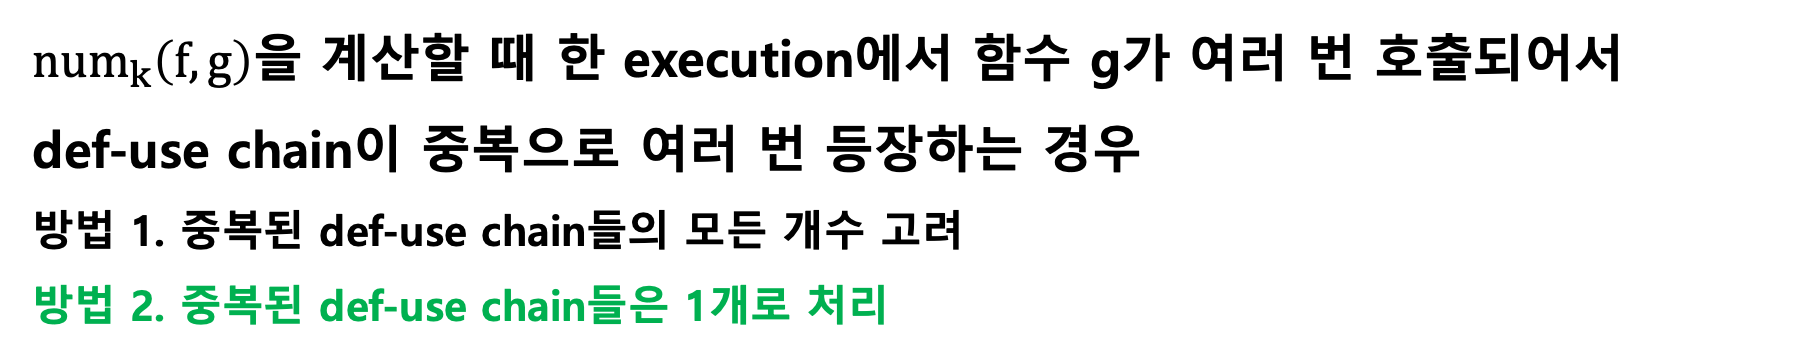 numₖ(f, g)을 계산할 때 한 execution에서 함수 g가 여러 번 호출되어서
def-use chain이 중복으로 여러 번 등장하는 경우
방법 1. 중복된 def-use chain들의 모든 개수 고려
방법 2. 중복된 def-use chain들은 1개로 처리